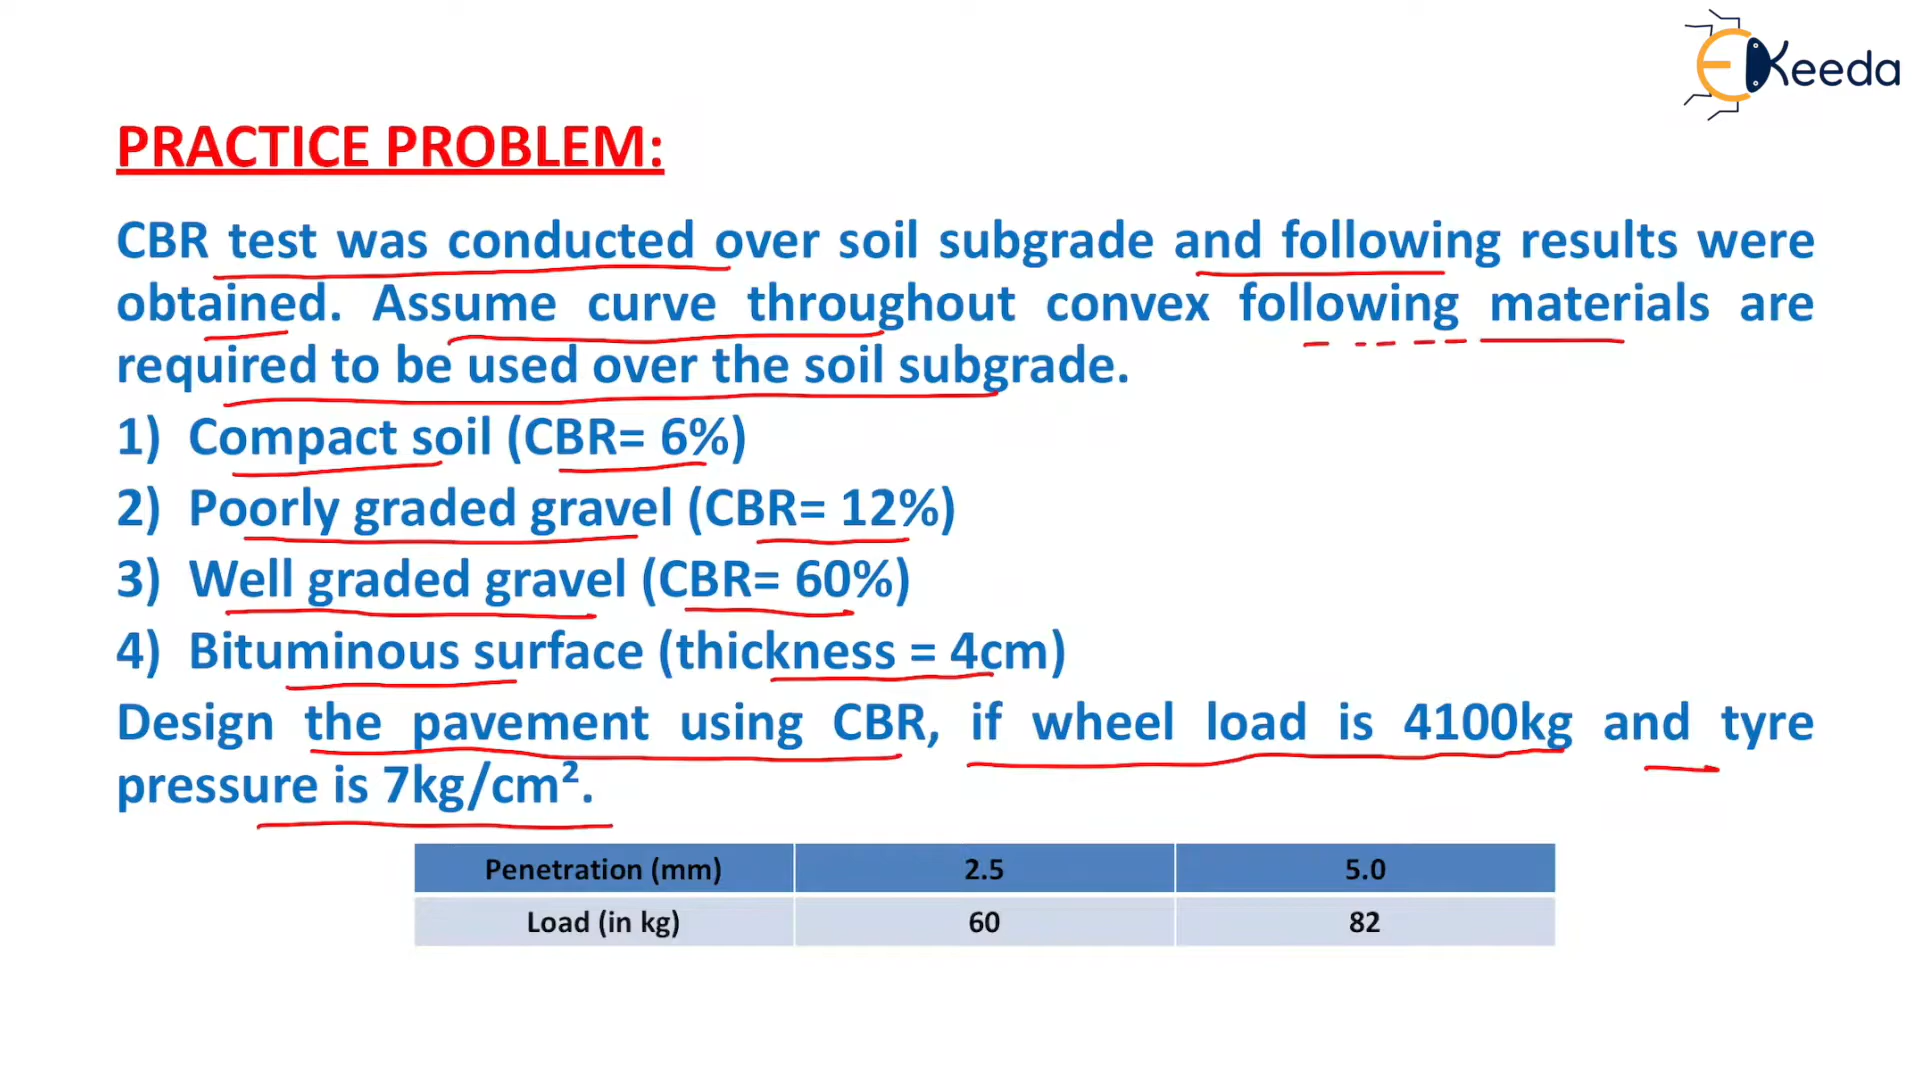 EKeeda
PRACTICE PROBLEM:
CBR test was conducted over soil subgrade and following results were
obtained. Assume curve throughout convex following materials are
required to be used over the soil subgrade.
1) Compact soil (CBR= 6%)
2) Poorly graded gravel (CBR= 12%)
3) Well graded gravel (CBR= 60%)
4) Bituminous surface (thickness = 4cm)
Design the pavement using CBR, if wheel load is 4100kg and tyre
pressure is 7kg/cm².
Penetration (mm) 2.5 5.0
Load (in kg) 60 82